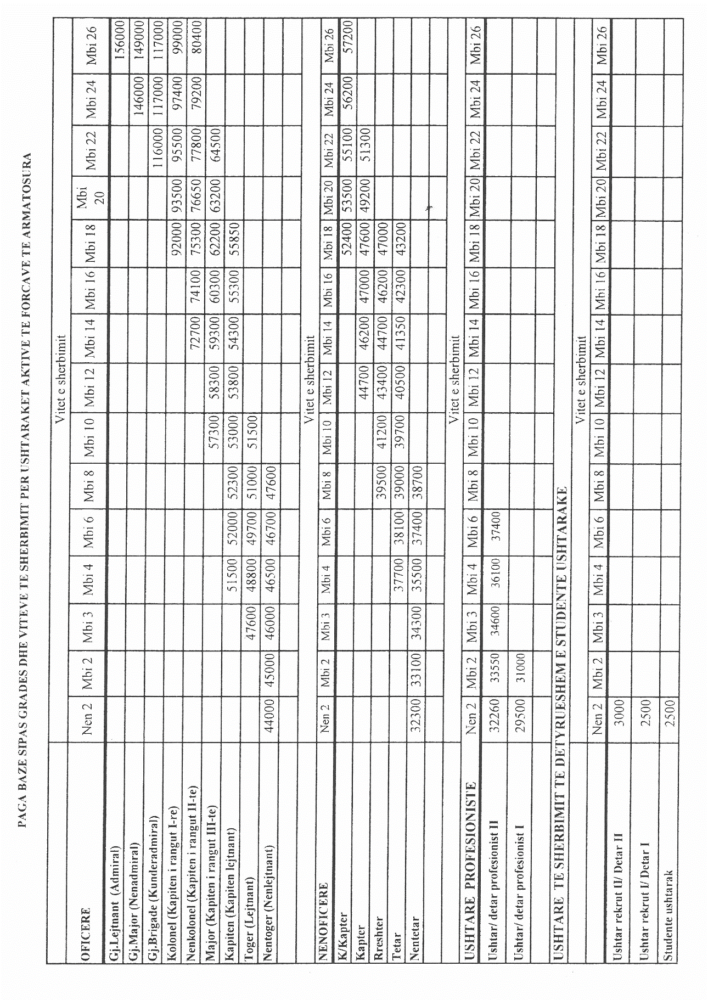 PAGA BAZE SIPAS GRADES DHE VITEVE TE SHERBIMIT PER USHTARAKET AKTIVE TE FORCAVE TE ARMATOSURA
Vitet e sherbimit
OFICERE Nen 2 Mbi 2 Mbi 3 Mbi 4 Mbi 6 Mbi 8 Mbi 10 Mbi 12 Mbi 14 Mbi 16 Mbi 18 Mbi 20 Mbi 22 Mbi 24 Mbi 26
Gj.Lejtnant (Admiral) 156000
Gj.Major (Nenadmiral) 146000 149000
Gj.Brigade (Kunderadmiral) 116000 117000 117000
Kolonel (Kapiten i rangut I-re) 92000 93500 95500 97400 99000
Nenkolonel (Kapiten i rangut II-te) 72700 74100 75300 76650 77800 79200 80400
Major (Kapiten i rangut III-te) 57300 58300 59300 60300 62200 63200 64500
Kapiten (Kapiten lejtnant) 51500 52000 52300 53000 53800 54300 55300 55850
Toger (Lejtnant) 47600 48800 49700 51000 51500
Nentoger (Nenlejtnant) 44000 45000 46000 46500 46700 47600
Vitet e sherbimit
NENOFICERE Nen 2 Mbi 2 Mbi 3 Mbi 4 Mbi 6 Mbi 8 Mbi 10 Mbi 12 Mbi 14 Mbi 16 Mbi 18 Mbi 20 Mbi 22 Mbi 24 Mbi 26
K/Kapter 52400 53500 55100 56200 57200
Kapter 44700 46200 47000 47600 49200 51300
Rreshter 39500 41200 43400 44700 46200 47000
Tetar 37700 38100 39000 39700 40500 41350 42300 43200
Nentetar 32300 33100 34300 35500 37400 38700
Vitet e sherbimit
USHTARE PROFESIONISTE Nen 2 Mbi 2 Mbi 3 Mbi 4 Mbi 6 Mbi 8 Mbi 10 Mbi 12 Mbi 14 Mbi 16 Mbi 18 Mbi 20 Mbi 22 Mbi 24 Mbi 26
Ushtar/ detar profesionist II 32260 33550 34600 36100 37400
Ushtar/ detar profesionist I 29500 31000
USHTARE TE SHERBIMIT TE DETYRUESHEM E STUDENTE USHTARAKE
Vitet e sherbimit
Nen 2 Mbi 2 Mbi 3 Mbi 4 Mbi 6 Mbi 8 Mbi 10 Mbi 12 Mbi 14 Mbi 16 Mbi 18 Mbi 20 Mbi 22 Mbi 24 Mbi 26
Ushtar rekrut II/ Detar II 3000
Ushtar rekrut I/ Detar I 2500
Studente ushtarak 2500